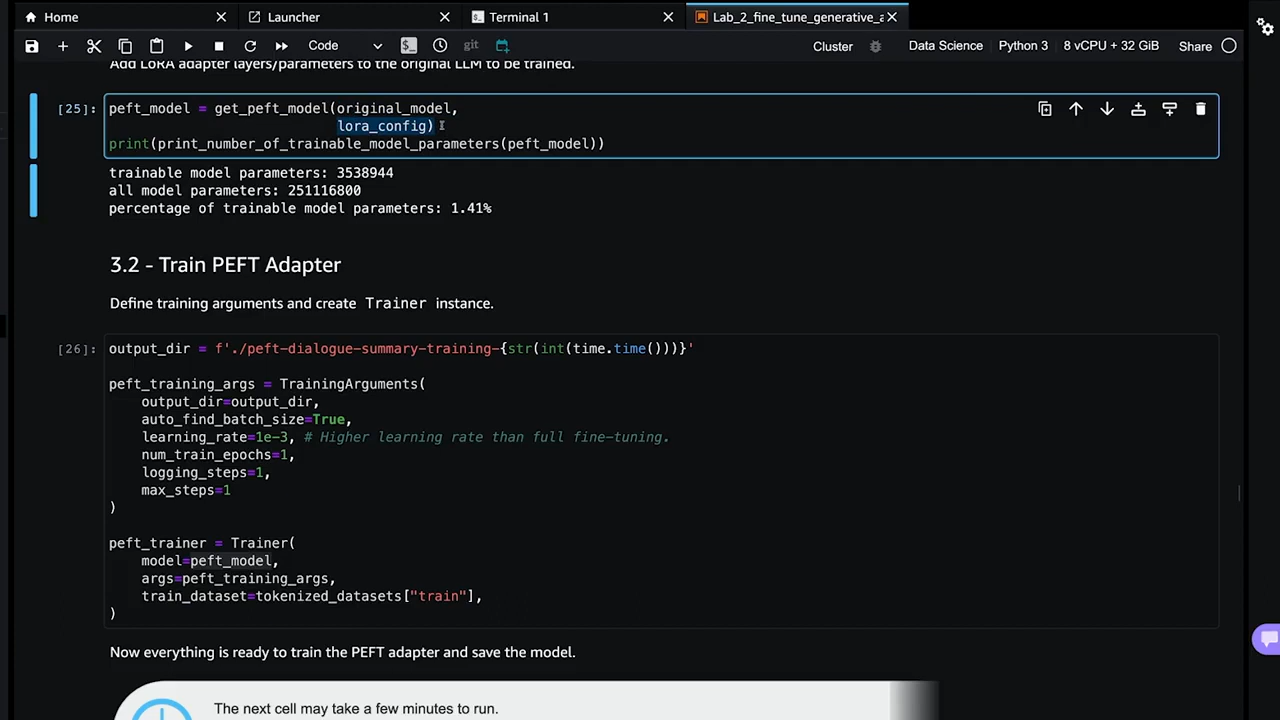 Home
Launcher
Terminal 1
Lab_2_fine_tune_generative_a
Code
git
Cluster
Data Science
Python 3
8 vCPU + 32 GiB
Share
Add LoRA adapter layers/parameters to the original LLM to be trained.
[25]:
peft_model = get_peft_model(original_model,
lora_config)
print(print_number_of_trainable_model_parameters(peft_model))
trainable model parameters: 3538944
all model parameters: 251116800
percentage of trainable model parameters: 1.41%
3.2 - Train PEFT Adapter
Define training arguments and create Trainer instance.
[26]:
output_dir = f'./peft-dialogue-summary-training-{str(int(time.time()))}'
peft_training_args = TrainingArguments(
output_dir=output_dir,
auto_find_batch_size=True,
learning_rate=1e-3, # Higher learning rate than full fine-tuning.
num_train_epochs=1,
logging_steps=1,
max_steps=1
)
peft_trainer = Trainer(
model=peft_model,
args=peft_training_args,
train_dataset=tokenized_datasets["train"],
)
Now everything is ready to train the PEFT adapter and save the model.
The next cell may take a few minutes to run.